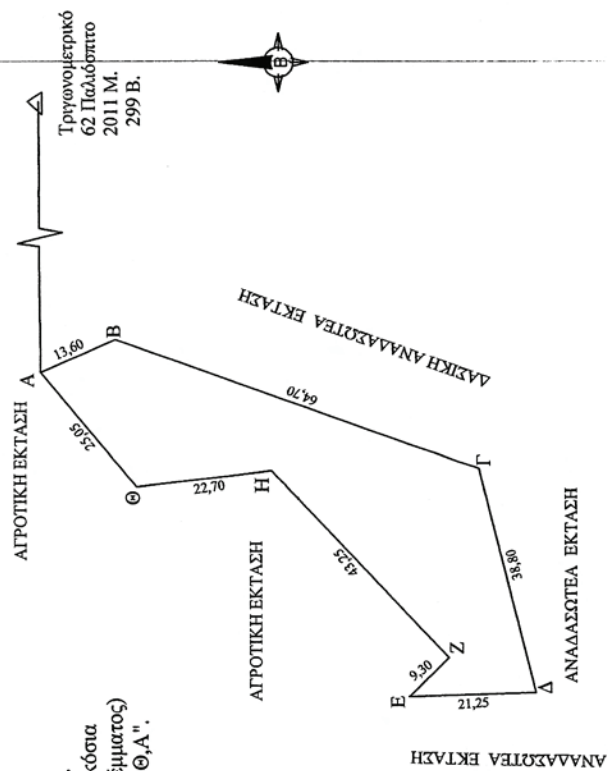 Τριγωνομετρικό
62 Παλιόσπιτο
2011 Μ.
299 Β.
Β
Α
13,60
Β
ΑΓΡΟΤΙΚΗ ΕΚΤΑΣΗ
25,05
Θ
22,70
Η
ΔΑΣΙΚΗ ΑΝΑΔΑΣΩΤΕΑ ΕΚΤΑΣΗ
64,70
ΑΓΡΟΤΙΚΗ ΕΚΤΑΣΗ
43,25
Γ
38,80
Ζ
9,30
Ε
21,25
Δ
ΑΝΑΔΑΣΩΤΕΑ ΕΚΤΑΣΗ
ΑΝΑΔΑΣΩΤΕΑ ΕΚΤΑΣΗ
Θ,Α".